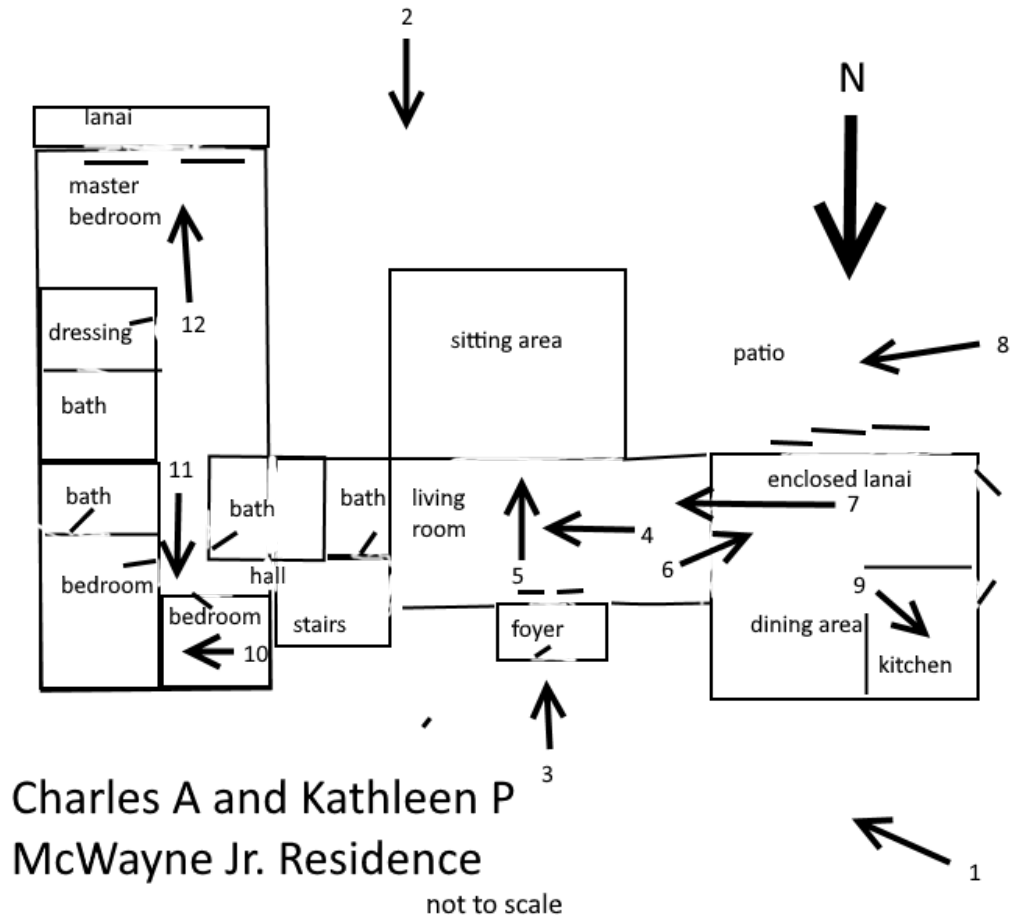 2
N
lanai
master
bedroom
12
dressing
sitting area
patio
8
bath
11
bath
bath
bath
living
room
enclosed lanai
7
4
6
5
hall
bedroom
bedroom
stairs
foyer
9
dining area
kitchen
10
3
Charles A and Kathleen P
McWayne Jr. Residence
1
not to scale